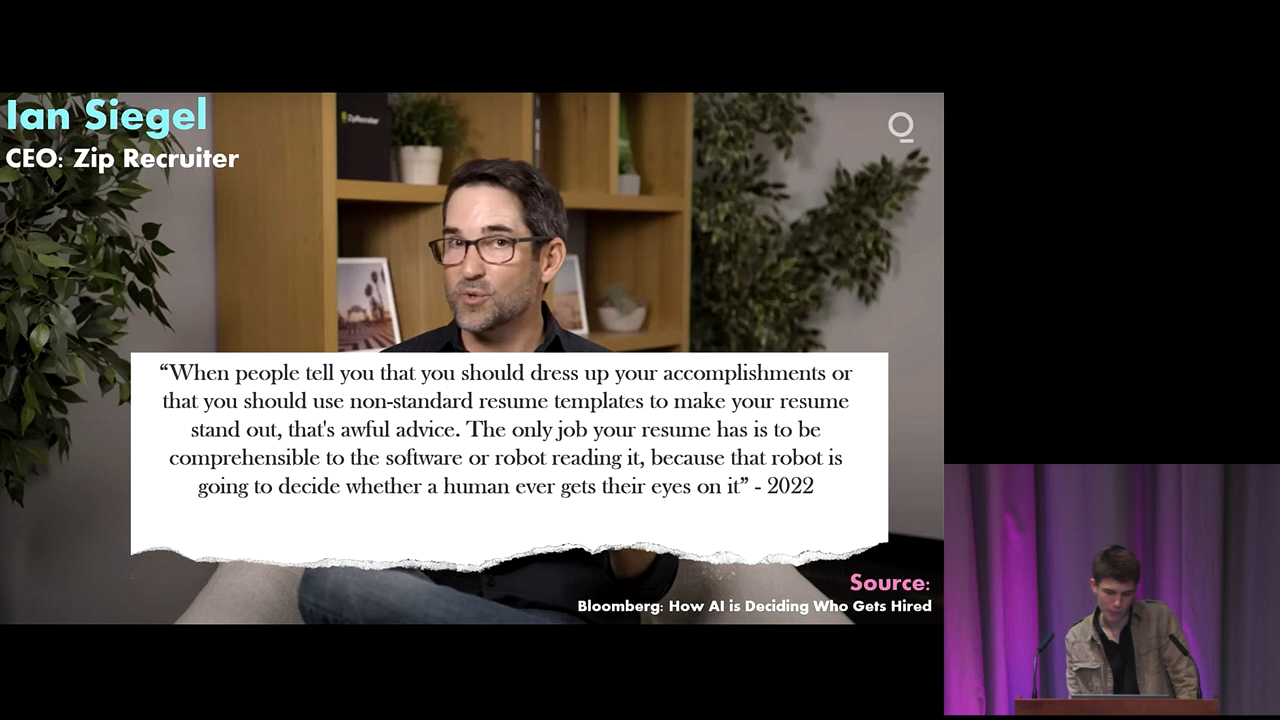 Ian Siegel
CEO: Zip Recruiter
ZipRecruiter
“When people tell you that you should dress up your accomplishments or
that you should use non-standard resume templates to make your resume
stand out, that's awful advice. The only job your resume has is to be
comprehensible to the software or robot reading it, because that robot is
going to decide whether a human ever gets their eyes on it” - 2022
Source:
Bloomberg: How AI is Deciding Who Gets Hired